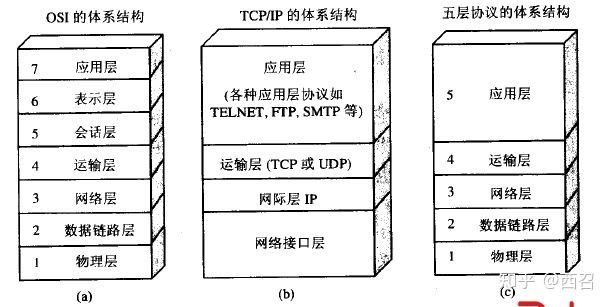 OSI 的体系结构
7 应用层
6 表示层
5 会话层
4 运输层
3 网络层
2 数据链路层
1 物理层
(a)
TCP/IP 的体系结构
应用层
(各种应用层协议如
TELNET, FTP, SMTP 等)
运输层 (TCP 或 UDP)
网际层 IP
网络接口层
(b)
五层协议的体系结构
5 应用层
4 运输层
3 网络层
2 数据链路层
1 物理层
(c)
知乎 @西召